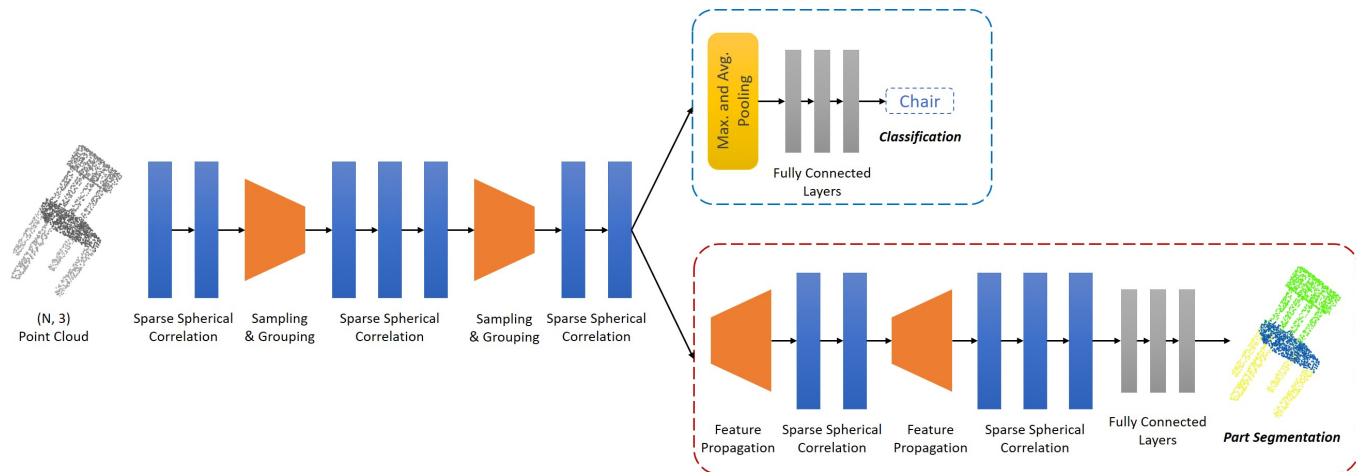 Max. and Avg.
Pooling
Chair
Classification
Fully Connected
Layers
(N, 3)
Point Cloud
Sparse Spherical
Correlation
Sampling
& Grouping
Sparse Spherical
Correlation
Sampling
& Grouping
Sparse Spherical
Correlation
Feature
Propagation
Sparse Spherical
Correlation
Feature
Propagation
Sparse Spherical
Correlation
Fully Connected
Layers
Part Segmentation